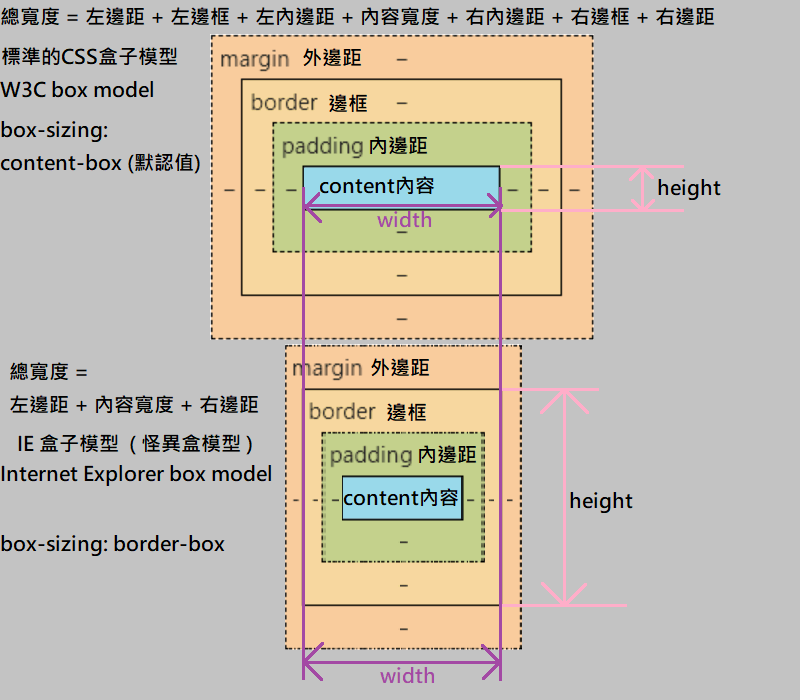 總寬度 = 左邊距 + 左邊框 + 左內邊距 + 內容寬度 + 右內邊距 + 右邊框 + 右邊距
標準的CSS盒子模型
W3C box model
box-sizing:
content-box (默認值)
margin 外邊距 –
border 邊框 –
padding 內邊距
– – – content內容 – – –
width
–
–
–
height
總寬度 =
左邊距 + 內容寬度 + 右邊距
IE 盒子模型 (怪異盒模型)
Internet Explorer box model
box-sizing: border-box
margin 外邊距
border 邊框
padding 內邊距
- - - content內容 - - -
–
–
–
height
width